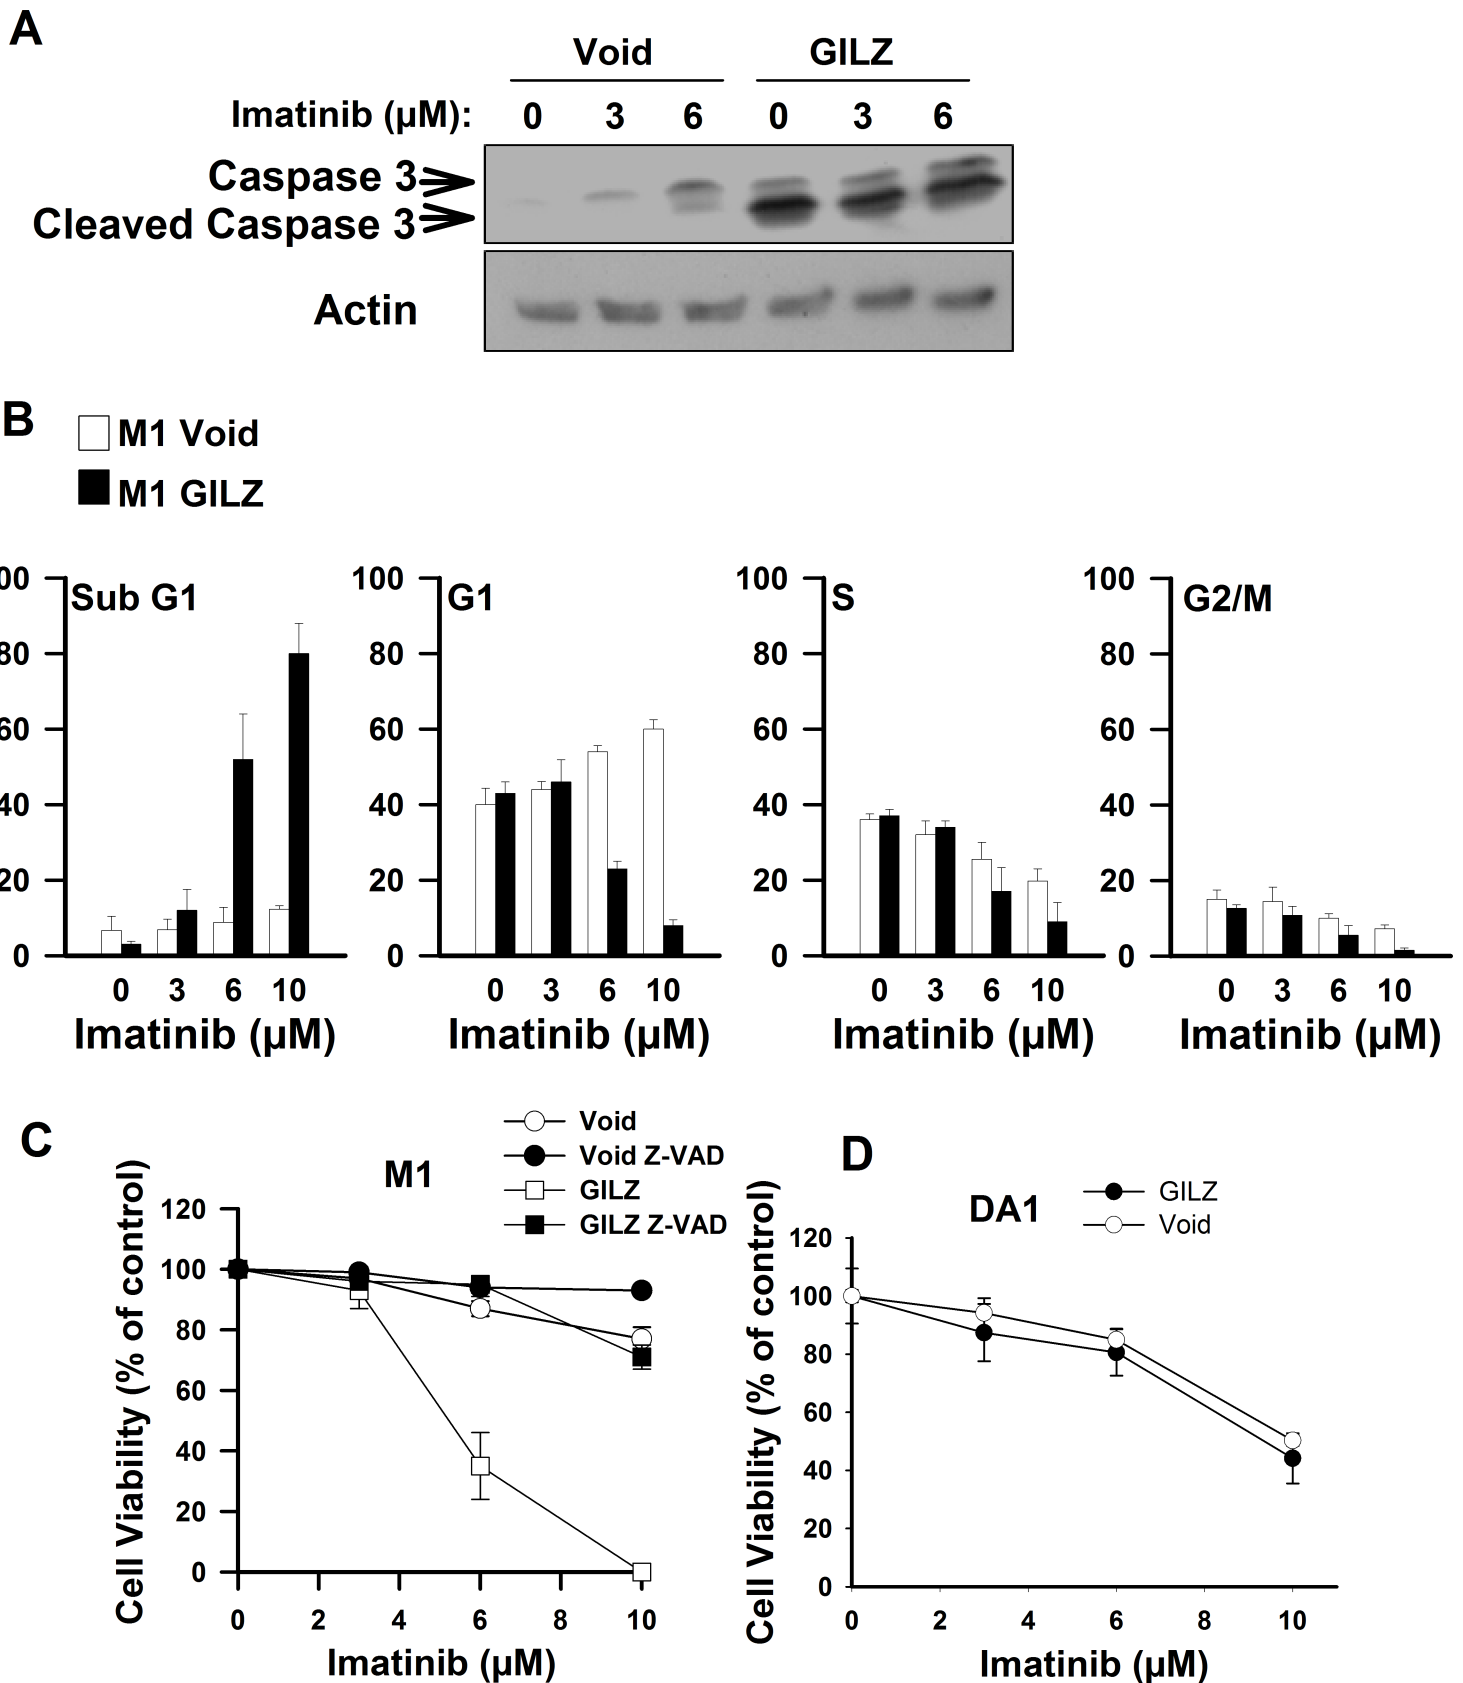 A
Void GILZ
Imatinib (µM): 0 3 6 0 3 6
Caspase 3
Cleaved Caspase 3
Actin
B
M1 Void
M1 GILZ
Sub G1
00
80
60
40
20
0
0 3 6 10
Imatinib (µM)
G1
100
80
60
40
20
0
0 3 6 10
Imatinib (µM)
S
100
80
60
40
20
0
0 3 6 10
Imatinib (µM)
G2/M
100
80
60
40
20
0
0 3 6 10
Imatinib (µM)
C
M1
Void
Void Z-VAD
GILZ
GILZ Z-VAD
Cell Viability (% of control)
120
100
80
60
40
20
0
0 2 4 6 8 10
Imatinib (µM)
D
DA1
GILZ
Void
Cell Viability (% of control)
120
100
80
60
40
20
0
0 2 4 6 8 10
Imatinib (µM)